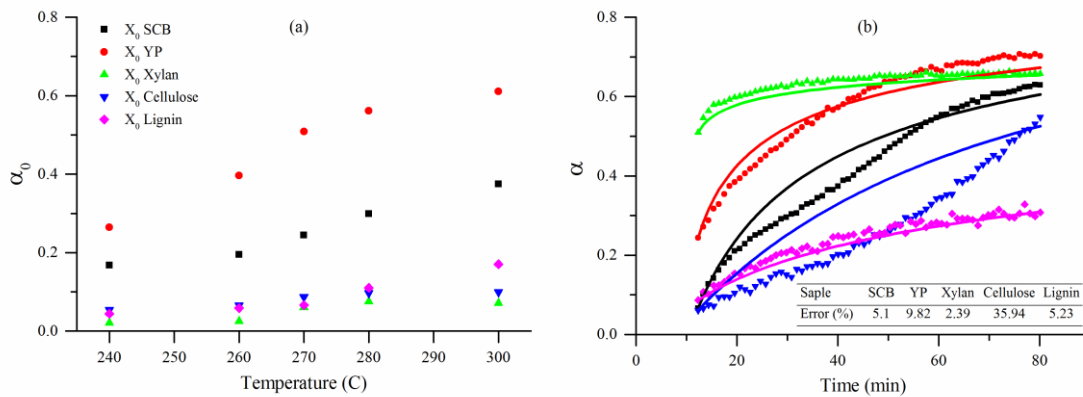 (a)
X₀ SCB
X₀ YP
X₀ Xylan
X₀ Cellulose
X₀ Lignin
α₀
0.8
0.6
0.4
0.2
0.0
240 250 260 270 280 290 300
Temperature (C)
(b)
α
0.8
0.6
0.4
0.2
0.0
Saple SCB YP Xylan Cellulose Lignin
Error (%) 5.1 9.82 2.39 35.94 5.23
20 40 60 80
Time (min)